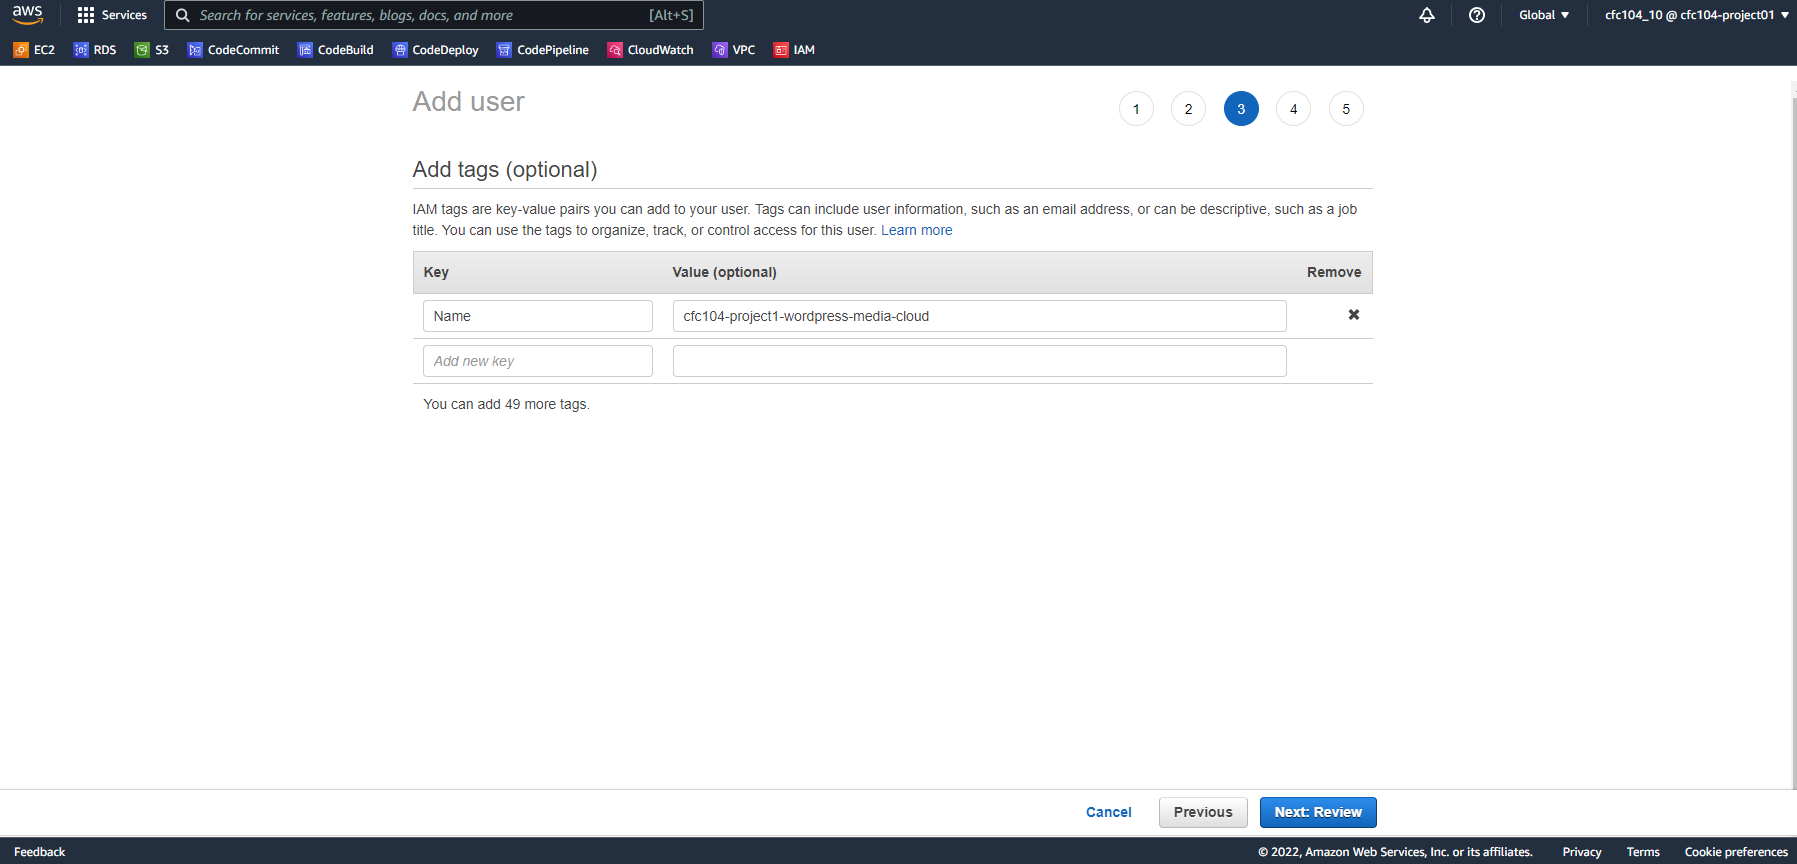 aws Services Search for services, features, blogs, docs, and more [Alt+S] Global cfc104_10 @ cfc104-project01
EC2 RDS S3 CodeCommit CodeBuild CodeDeploy CodePipeline CloudWatch VPC IAM
Add user 1 2 3 4 5
Add tags (optional)
IAM tags are key-value pairs you can add to your user. Tags can include user information, such as an email address, or can be descriptive, such as a job
title. You can use the tags to organize, track, or control access for this user. Learn more
Key Value (optional) Remove
Name cfc104-project1-wordpress-media-cloud
Add new key
You can add 49 more tags.
Cancel Previous Next: Review
Feedback © 2022, Amazon Web Services, Inc. or its affiliates. Privacy Terms Cookie preferences